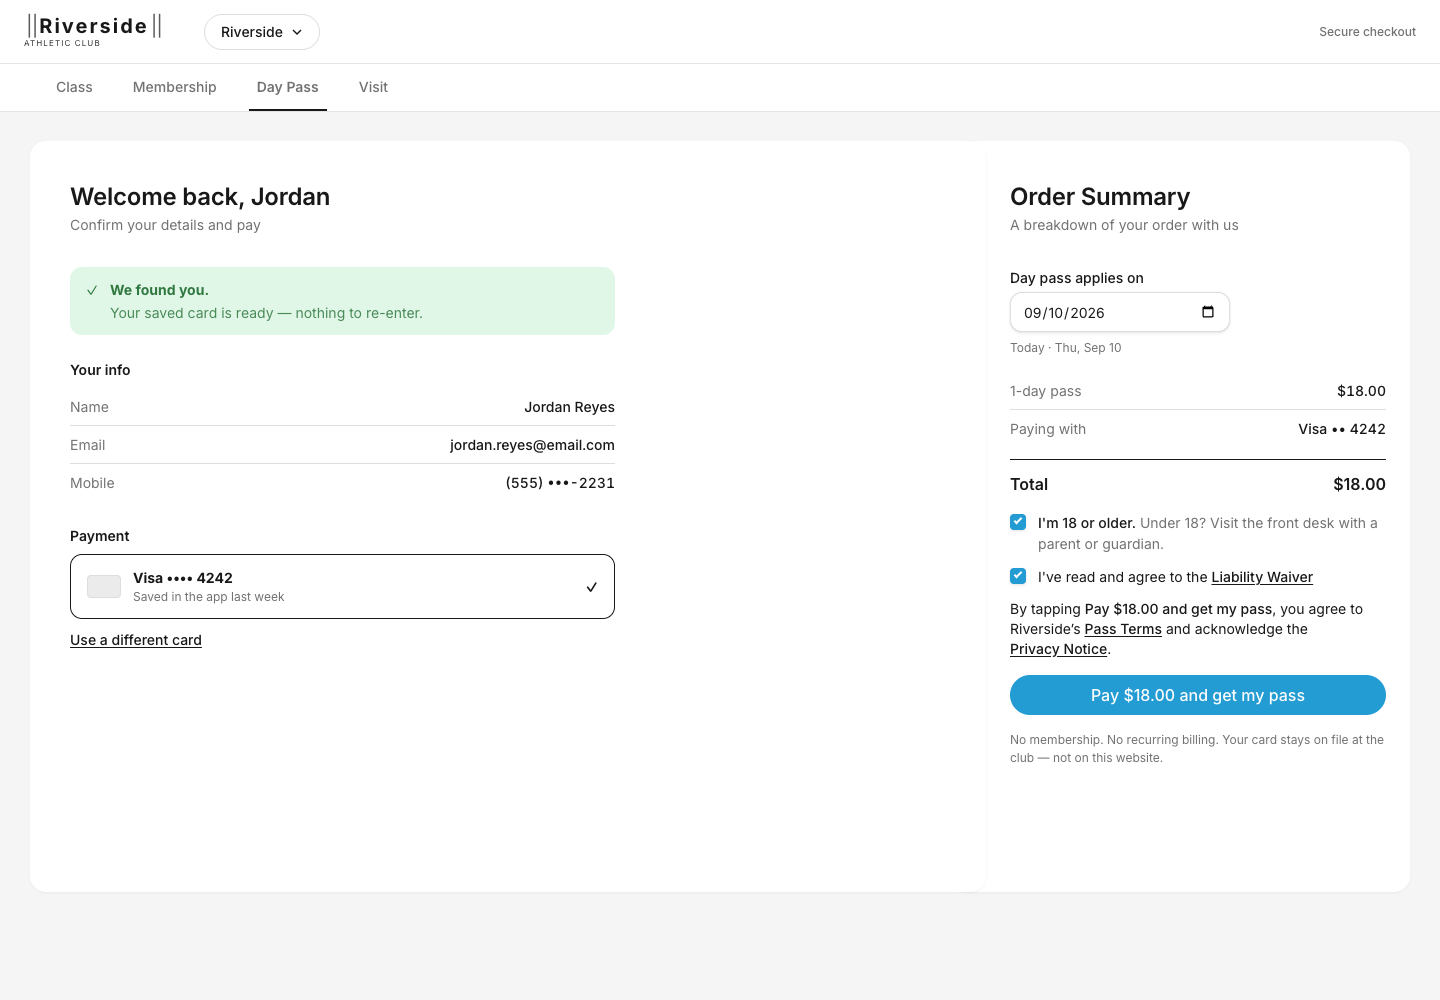 Riverside
ATHLETIC CLUB
Riverside
Secure checkout
Class
Membership
Day Pass
Visit
Welcome back, Jordan
Confirm your details and pay
We found you.
Your saved card is ready — nothing to re-enter.
Your info
Name
Jordan Reyes
Email
jordan.reyes@email.com
Mobile
(555) •••-2231
Payment
Visa •••• 4242
Saved in the app last week
Use a different card
Order Summary
A breakdown of your order with us
Day pass applies on
09/10/2026
Today · Thu, Sep 10
1-day pass
$18.00
Paying with
Visa •• 4242
Total
$18.00
I'm 18 or older. Under 18? Visit the front desk with a
parent or guardian.
I've read and agree to the Liability Waiver
By tapping Pay $18.00 and get my pass, you agree to
Riverside’s Pass Terms and acknowledge the
Privacy Notice.
Pay $18.00 and get my pass
No membership. No recurring billing. Your card stays on file at the
club — not on this website.